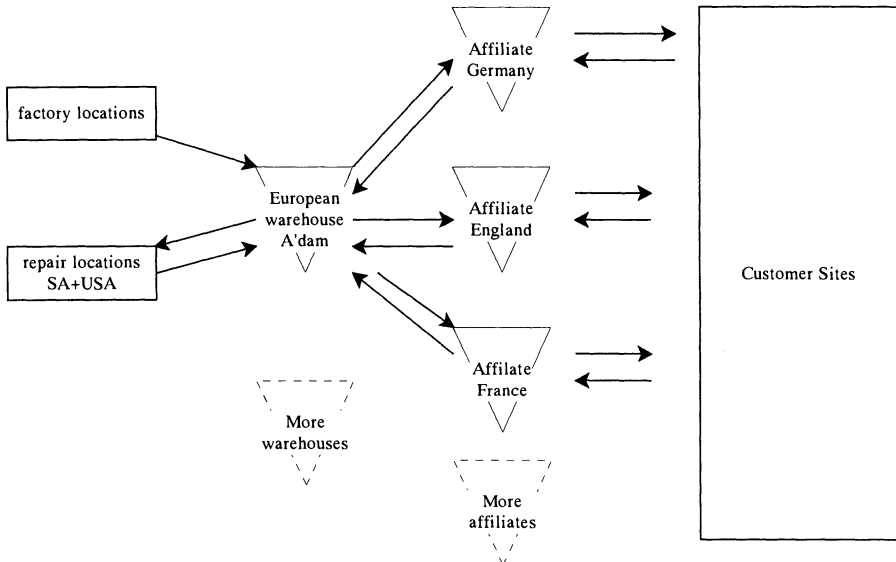 factory locations
repair locations
SA+USA
European
warehouse
A'dam
More
warehouses
Affiliate
Germany
Affiliate
England
Affilate
France
More
affiliates
Customer Sites